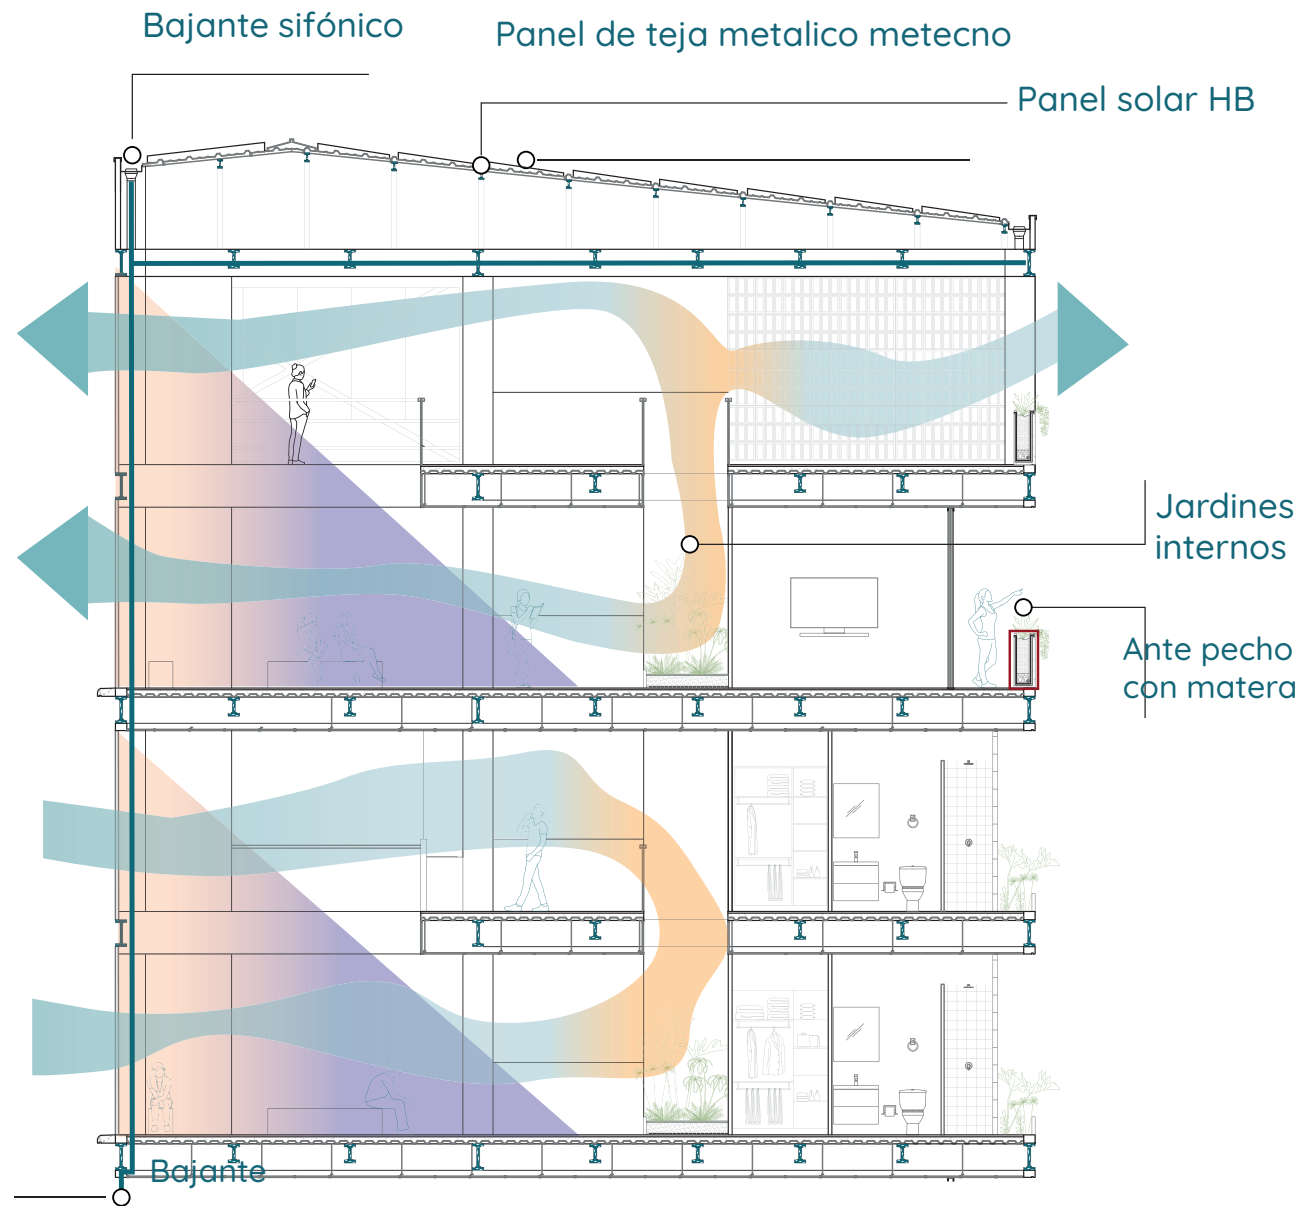 Bajante sifónico
Panel de teja metalico metecno
Panel solar HB
Jardines
internos
Ante pecho
con matera
Bajante